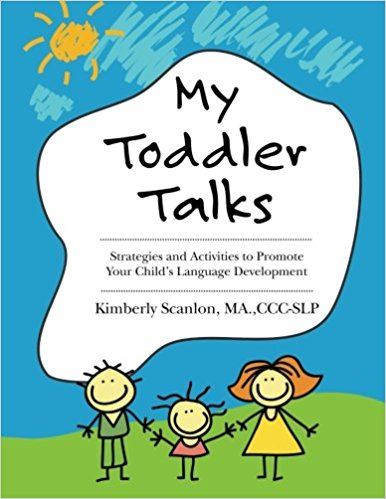 My
Toddler
Talks
Strategies and Activities to Promote
Your Child's Language Development
Kimberly Scanlon, MA.,CCC-SLP